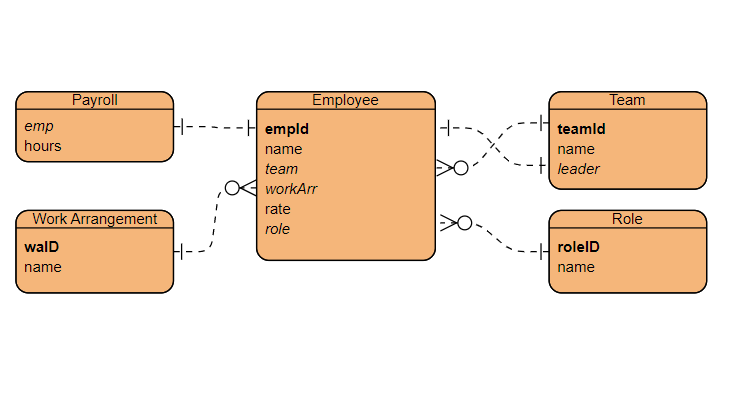 Payroll
emp
hours
Employee
empId
name
team
workArr
rate
role
Team
teamId
name
leader
Work Arrangement
waID
name
Role
roleID
name